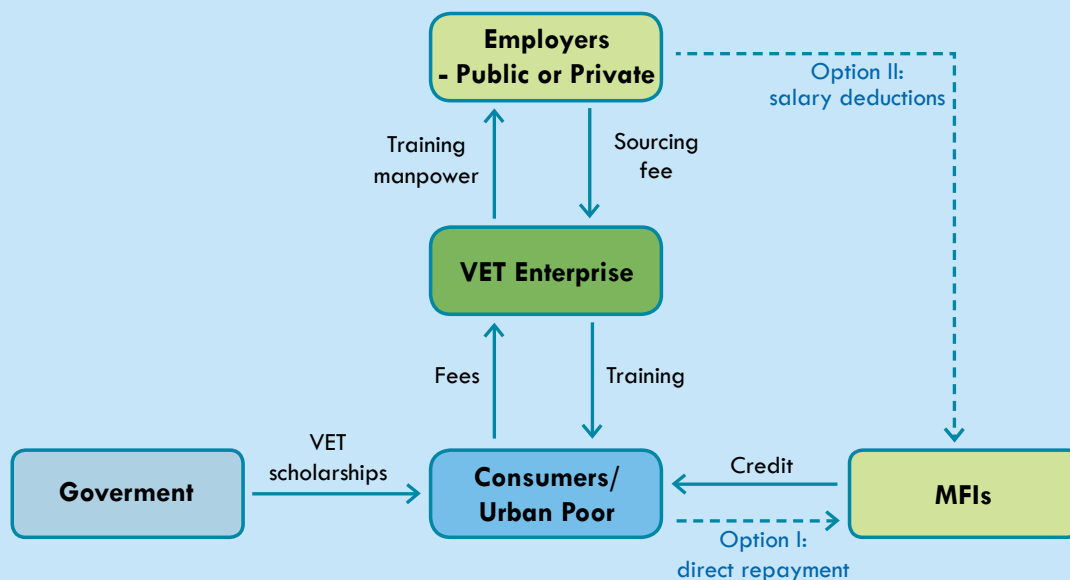 Employers
- Public or Private
Option II:
salary deductions
Training
manpower
Sourcing
fee
VET Enterprise
Fees
Training
VET
scholarships
Goverment
Consumers/
Urban Poor
Credit
MFIs
Option I:
direct repayment